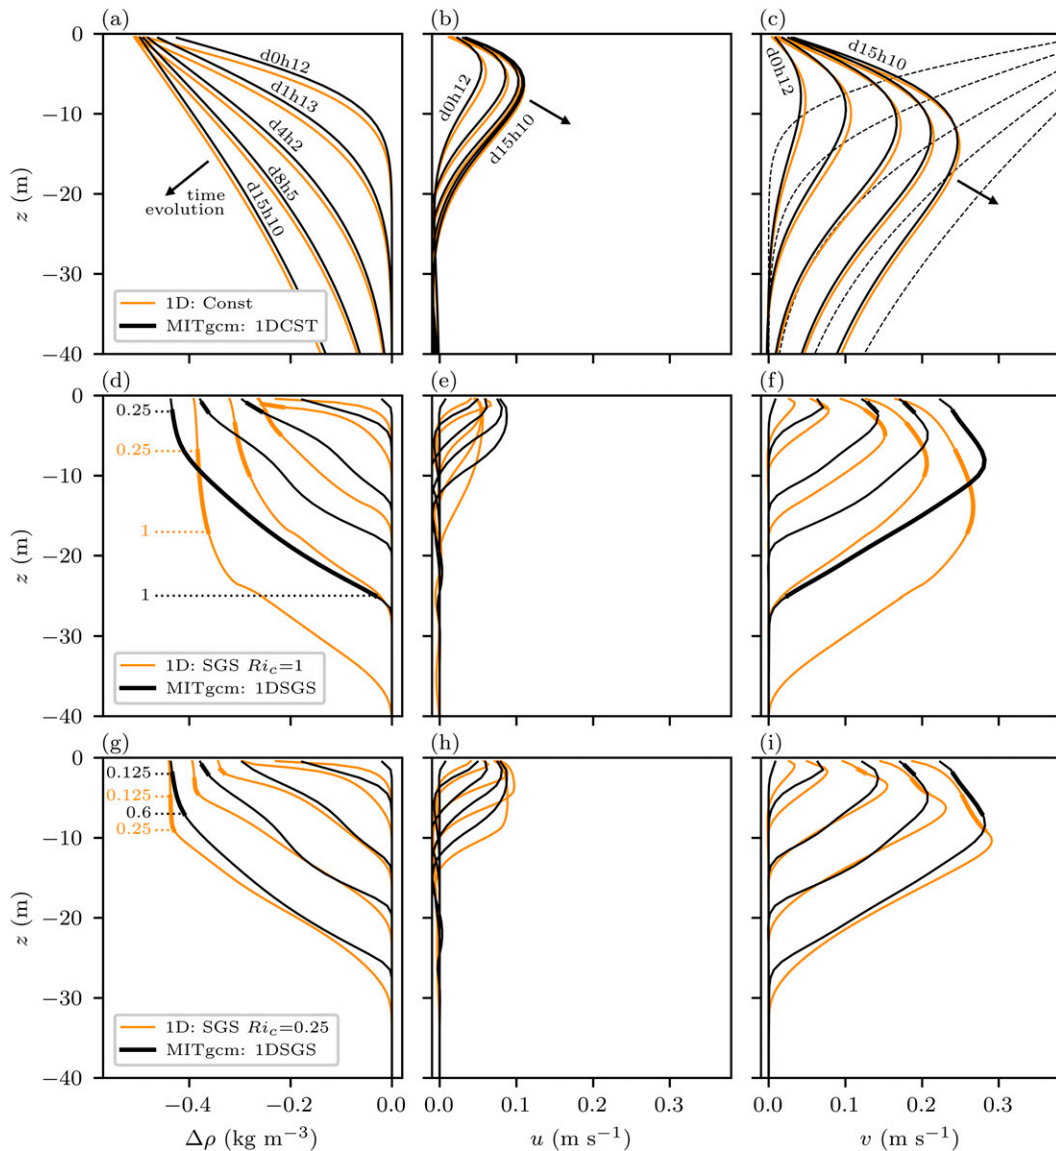 (a)
(b)
(c)
0
−10
−20
−30
−40
z (m)
d0h12
d1h13
d4h2
d8h5
d15h10
time
evolution
1D: Const
MITgcm: 1DCST
d0h12
d15h10
d0h12
d15h10
(d)
(e)
(f)
0
−10
−20
−30
−40
z (m)
0.25
0.25
1
1
1D: SGS Ri_c=1
MITgcm: 1DSGS
(g)
(h)
(i)
0
−10
−20
−30
−40
z (m)
0.125
0.125
0.6
0.25
1D: SGS Ri_c=0.25
MITgcm: 1DSGS
−0.4 −0.2 0.0
0.0 0.1 0.2 0.3
0.0 0.1 0.2 0.3
Δρ (kg m⁻³)
u (m s⁻¹)
v (m s⁻¹)